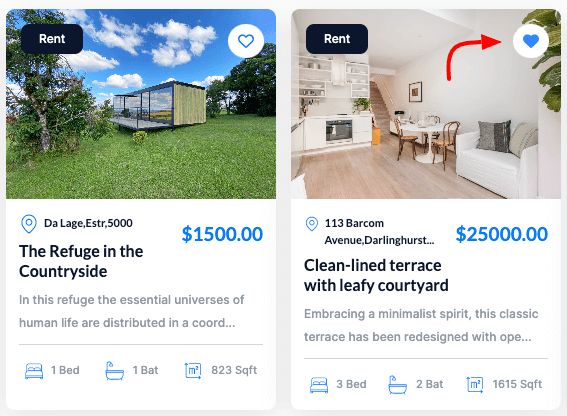 Rent
Da Lage,Estr,5000
$1500.00
The Refuge in the
Countryside
In this refuge the essential universes of
human life are distributed in a coord...
1 Bed
1 Bat
m²
823 Sqft
Rent
113 Barcom
Avenue,Darlinghurst...
$25000.00
Clean-lined terrace
with leafy courtyard
Embracing a minimalist spirit, this classic
terrace has been redesigned with ope...
3 Bed
2 Bat
m²
1615 Sqft